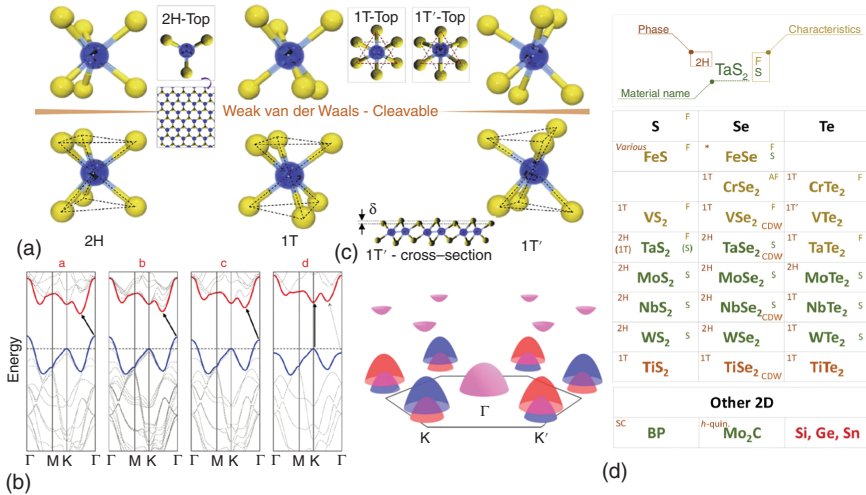 2H-Top
1T-Top
1T′-Top
Weak van der Waals - Cleavable
δ
(a)
2H
1T
(c)
1T′ - cross–section
1T′
a
b
c
d
Energy
Γ
M K
Γ
M K
Γ
M K
Γ
M K
Γ
(b)
Γ
K
K′
Phase
Characteristics
2H
TaS2
F
S
Material name
S F
Se
Te
Various FeS F
* FeSe F S
1T CrSe2 AF
1T CrTe2 F
1T VS2 F
1T VSe2 F CDW
1T′ VTe2
2H (1T) TaS2 F (S)
2H TaSe2 S CDW
1T TaTe2 F
2H MoS2 S
2H MoSe2 S
2H MoTe2 S
2H NbS2 S
2H NbSe2 S CDW
1T NbTe2 S
2H WS2 S
2H WSe2
1T WTe2 S
1T TiS2
1T TiSe2 CDW
1T TiTe2
Other 2D
SC BP
h-quin. Mo2C
Si, Ge, Sn
(d)